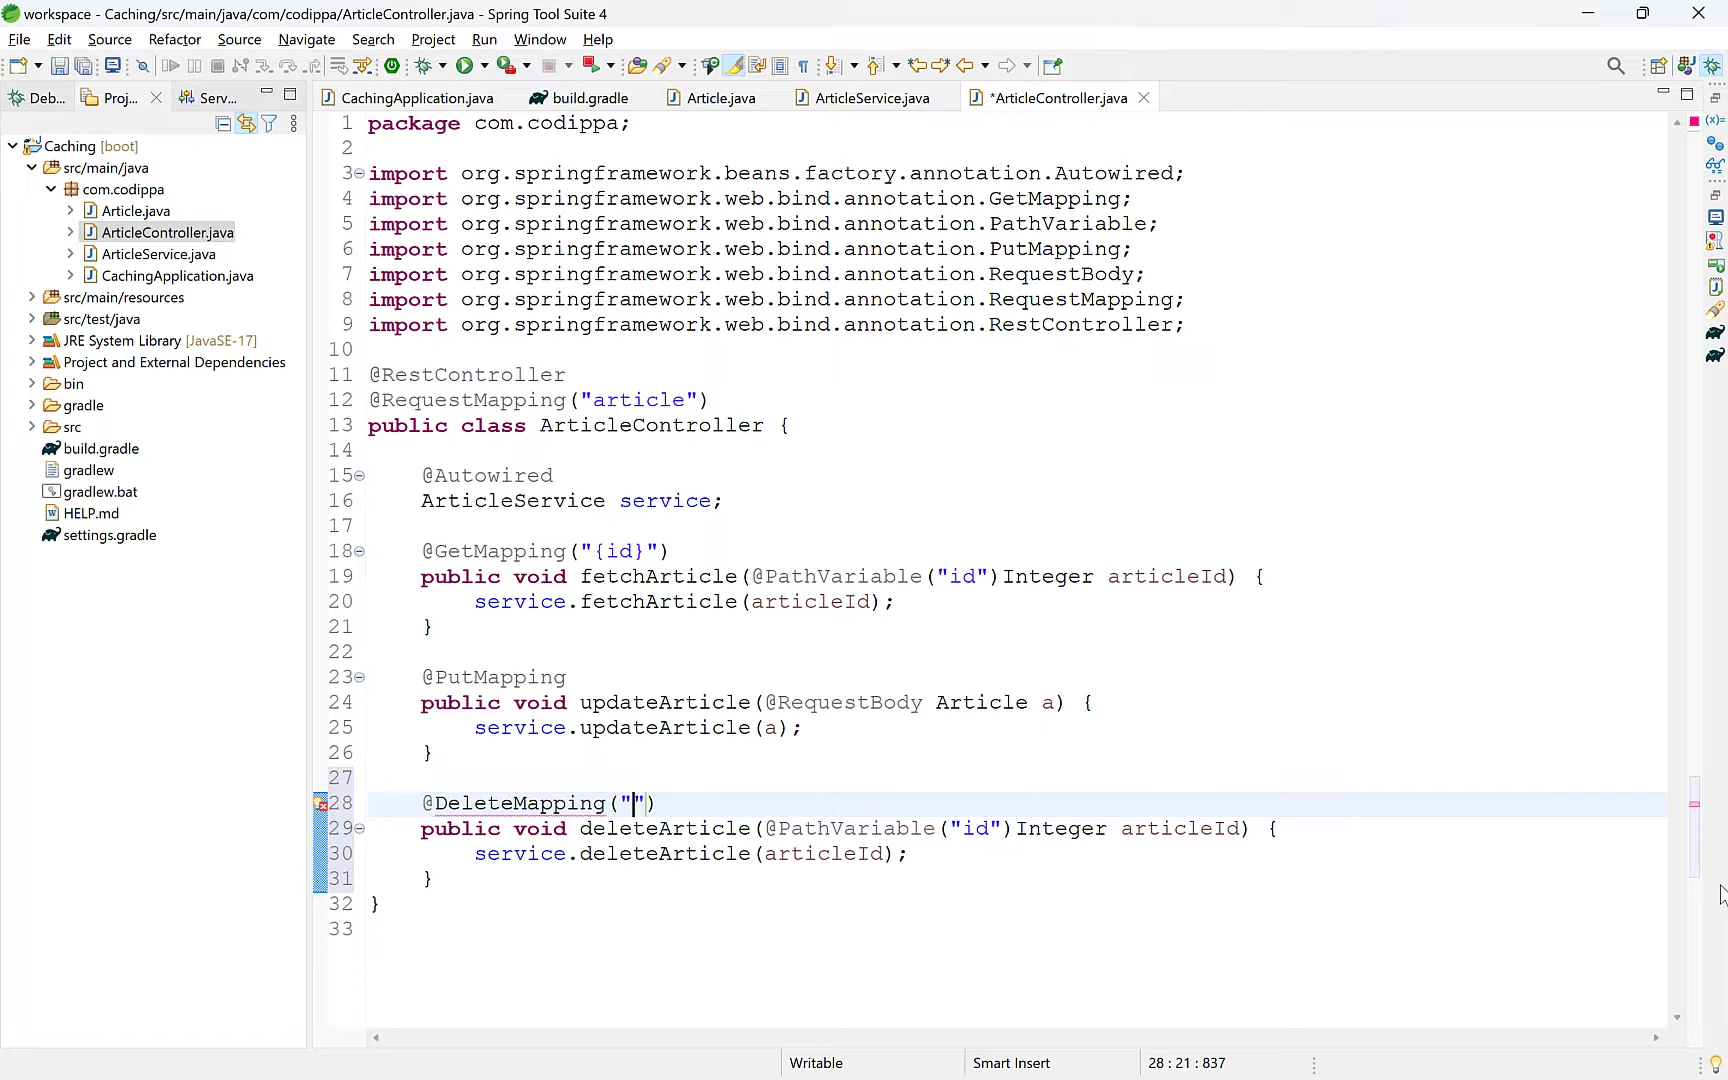 workspace - Caching/src/main/java/com/codippa/ArticleController.java - Spring Tool Suite 4
File Edit Source Refactor Source Navigate Search Project Run Window Help
Deb... Proj... Serv...
CachingApplication.java build.gradle Article.java ArticleService.java *ArticleController.java
Caching [boot]
src/main/java
com.codippa
Article.java
ArticleController.java
ArticleService.java
CachingApplication.java
src/main/resources
src/test/java
JRE System Library [JavaSE-17]
Project and External Dependencies
bin
gradle
src
build.gradle
gradlew
gradlew.bat
HELP.md
settings.gradle
1 package com.codippa;
2
3 import org.springframework.beans.factory.annotation.Autowired;
4 import org.springframework.web.bind.annotation.GetMapping;
5 import org.springframework.web.bind.annotation.PathVariable;
6 import org.springframework.web.bind.annotation.PutMapping;
7 import org.springframework.web.bind.annotation.RequestBody;
8 import org.springframework.web.bind.annotation.RequestMapping;
9 import org.springframework.web.bind.annotation.RestController;
10
11 @RestController
12 @RequestMapping("article")
13 public class ArticleController {
14
15 @Autowired
16 ArticleService service;
17
18 @GetMapping("{id}")
19 public void fetchArticle(@PathVariable("id")Integer articleId) {
20 service.fetchArticle(articleId);
21 }
22
23 @PutMapping
24 public void updateArticle(@RequestBody Article a) {
25 service.updateArticle(a);
26 }
27
28 @DeleteMapping("")
29 public void deleteArticle(@PathVariable("id")Integer articleId) {
30 service.deleteArticle(articleId);
31 }
32 }
33
Writable Smart Insert 28 : 21 : 837